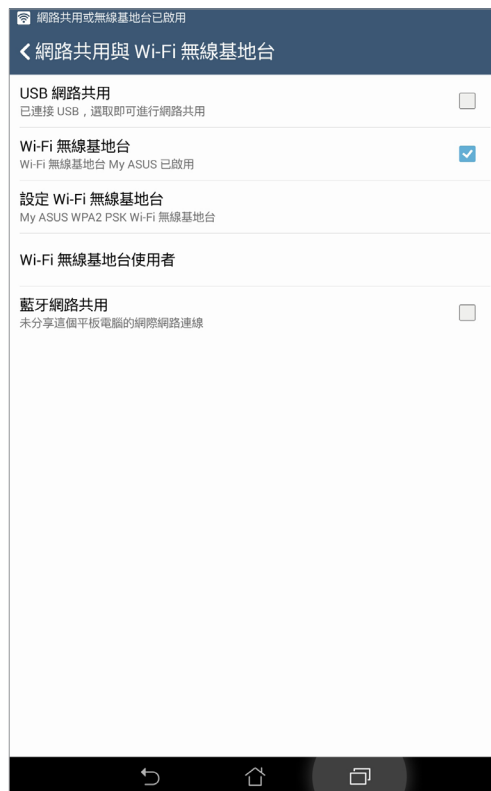 網路共用或無線基地台已啟用
網路共用與 Wi-Fi 無線基地台
USB 網路共用
已連接 USB，選取即可進行網路共用
Wi-Fi 無線基地台
Wi-Fi 無線基地台 My ASUS 已啟用
設定 Wi-Fi 無線基地台
My ASUS WPA2 PSK Wi-Fi 無線基地台
Wi-Fi 無線基地台使用者
藍牙網路共用
未分享這個平板電腦的網際網路連線